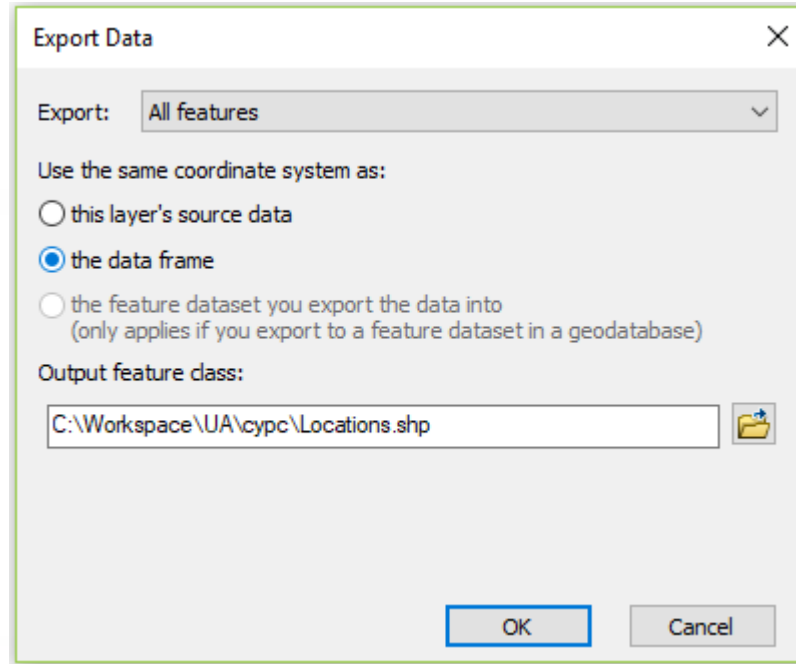 Export Data
Export: All features
Use the same coordinate system as:
this layer's source data
the data frame
the feature dataset you export the data into
(only applies if you export to a feature dataset in a geodatabase)
Output feature class:
C:\Workspace\UA\cypc\Locations.shp
OK Cancel